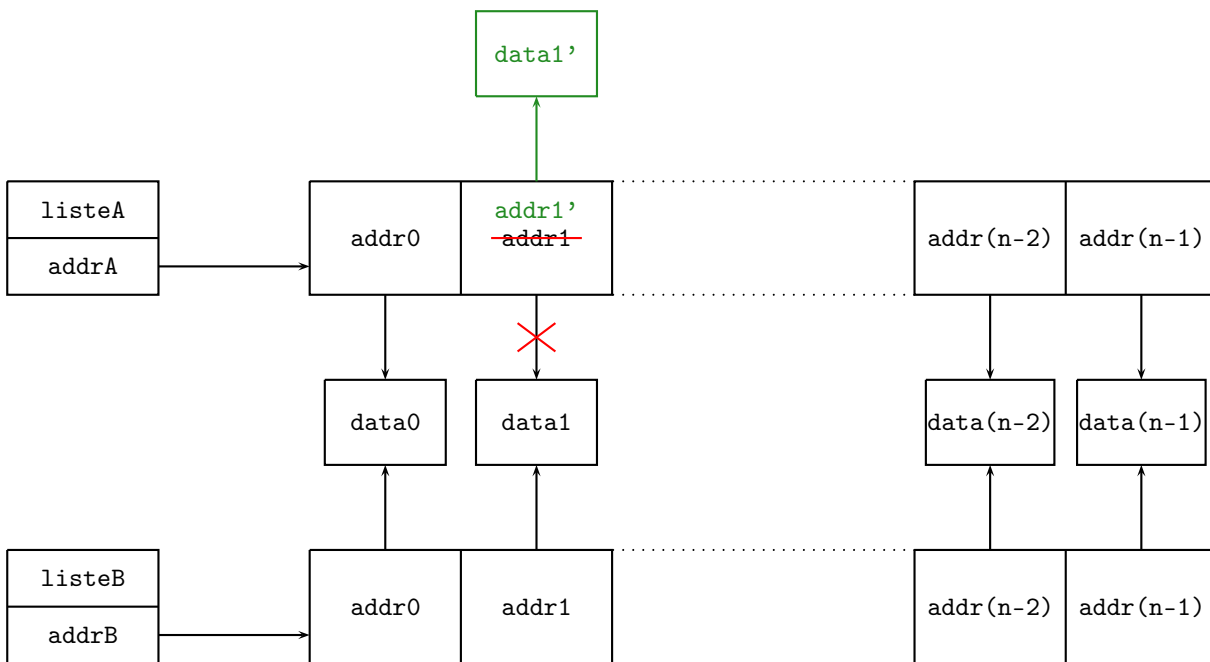 data1’
listeA
addrA
addr0
addr1’
addr1
addr(n-2)
addr(n-1)
data0
data1
data(n-2)
data(n-1)
listeB
addrB
addr0
addr1
addr(n-2)
addr(n-1)